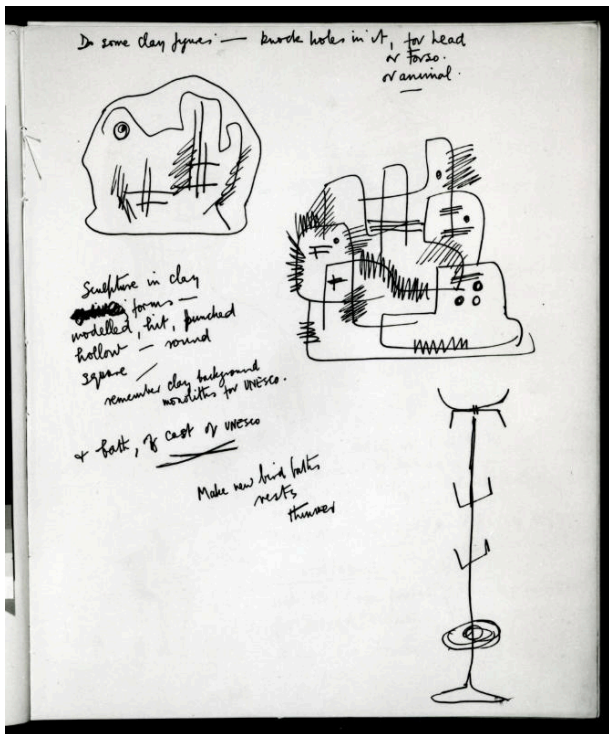 Do some clay figures — knock holes in it, for head
or Torso.
or animal.
Sculpture in clay
forms —
modelled, hit, punched
hollow — round
square /
remember clay background
monoliths for UNESCO.
+ bath, of cast of UNESCO
Make new bird baths
rests
thinner